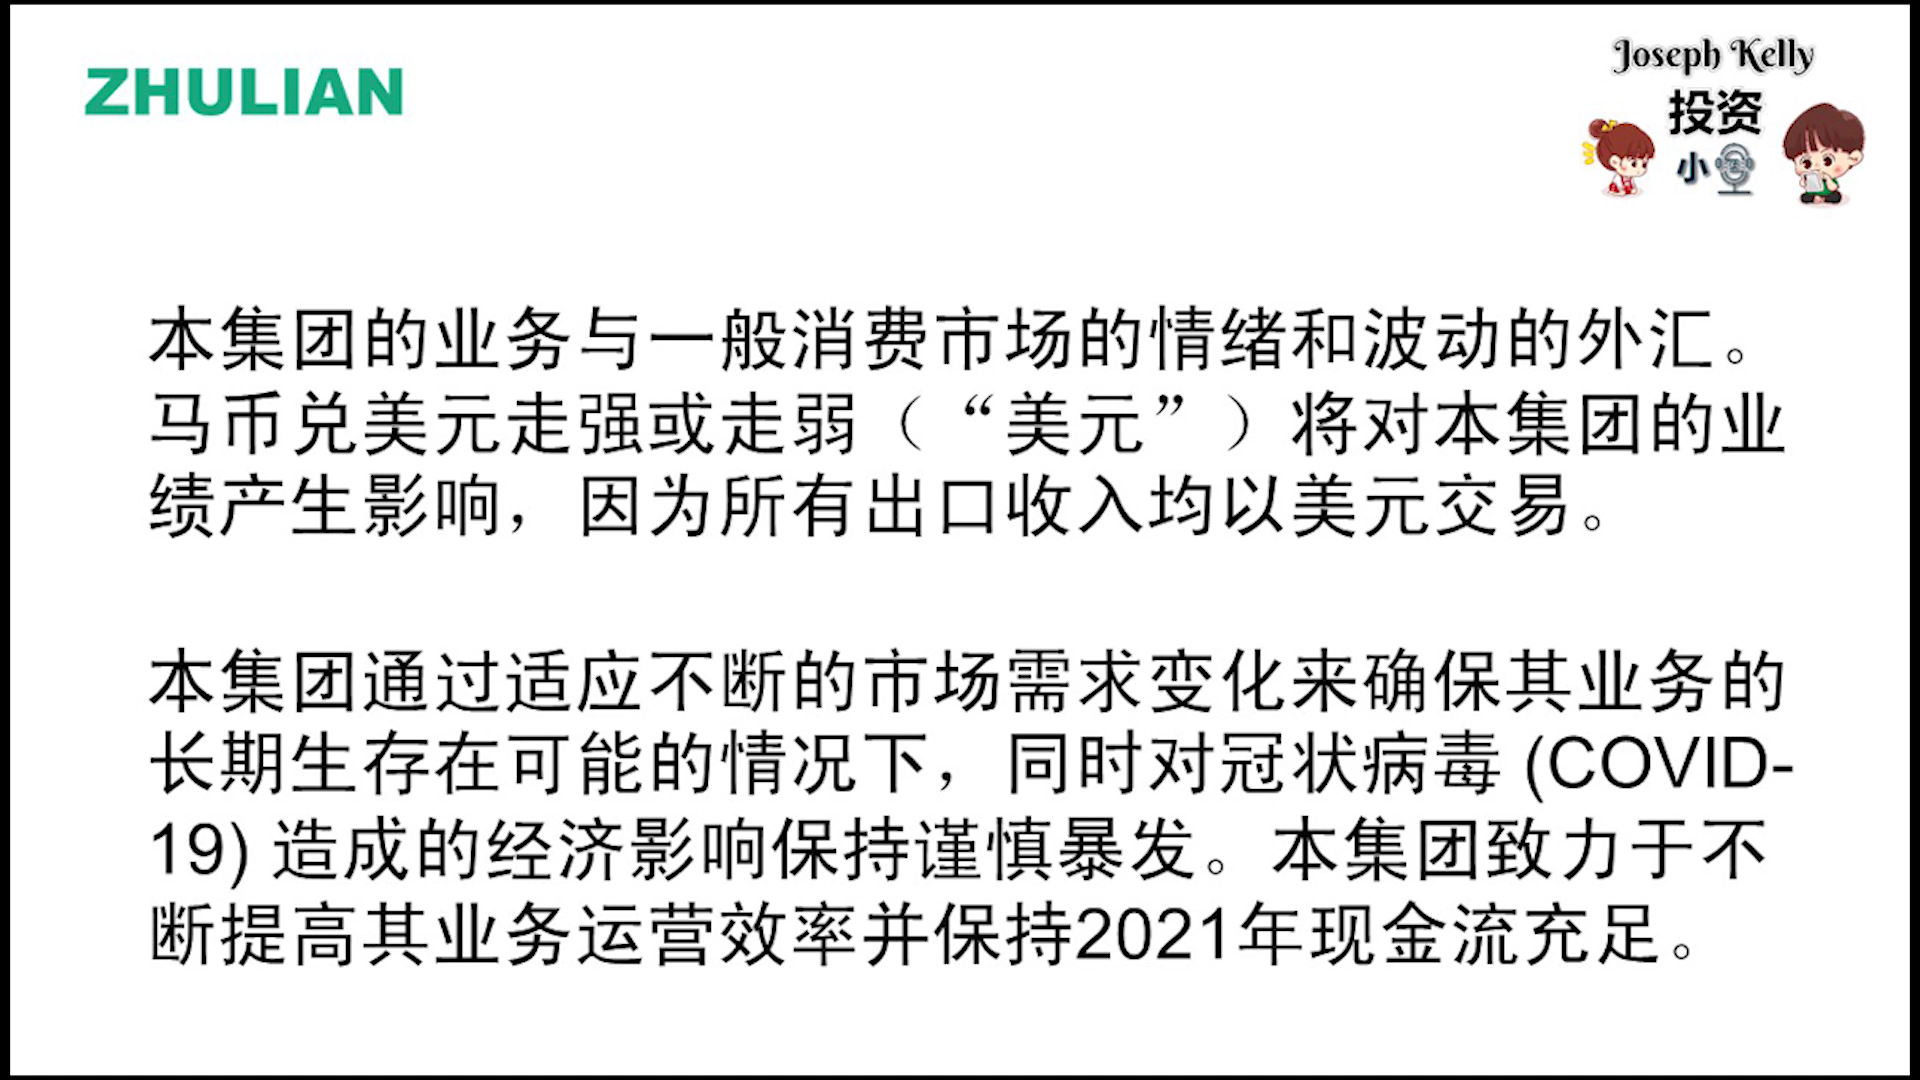 ZHULIAN
Joseph Kelly
投资
小
本集团的业务与一般消费市场的情绪和波动的外汇。
马币兑美元走强或走弱（“美元”）将对本集团的业
绩产生影响，因为所有出口收入均以美元交易。
本集团通过适应不断的市场需求变化来确保其业务的
长期生存在可能的情况下，同时对冠状病毒 (COVID-
19) 造成的经济影响保持谨慎暴发。本集团致力于不
断提高其业务运营效率并保持2021年现金流充足。